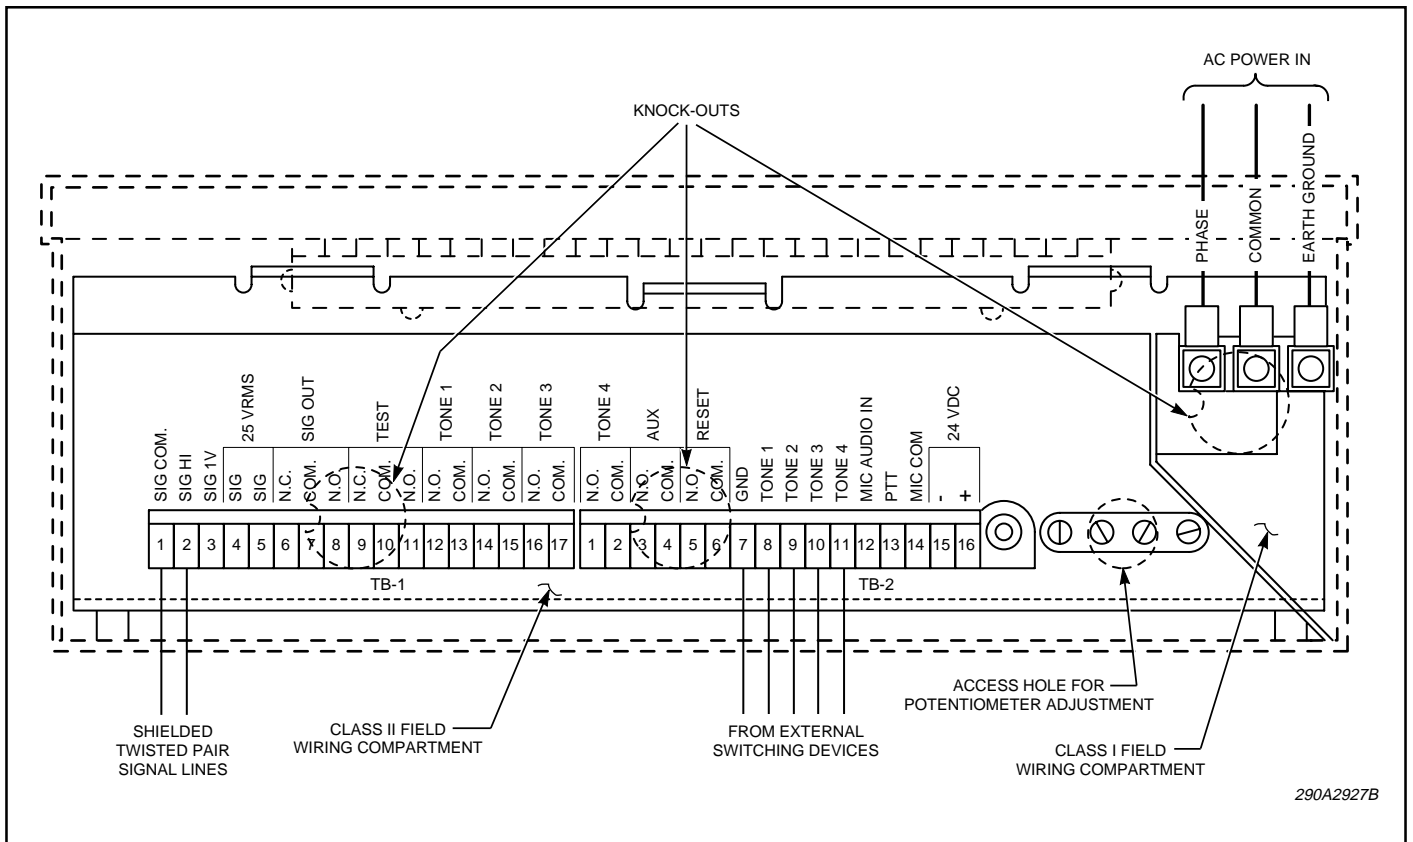 AC POWER IN
KNOCK-OUTS
PHASE
COMMON
EARTH GROUND
25 VRMS
SIG OUT
TEST
TONE 1
TONE 2
TONE 3
TONE 4
AUX
RESET
24 VDC
SIG COM.
SIG HI
SIG 1V
SIG
SIG
N.C.
COM.
N.O.
N.C.
COM.
N.O.
N.O.
COM.
N.O.
COM.
N.O.
COM.
N.O.
COM.
N.O.
COM.
N.O.
COM.
GND
TONE 1
TONE 2
TONE 3
TONE 4
MIC AUDIO IN
PTT
MIC COM
-
+
1 2 3 4 5 6 7 8 9 10 11 12 13 14 15 16 17
1 2 3 4 5 6 7 8 9 10 11 12 13 14 15 16
TB-1
TB-2
SHIELDED
TWISTED PAIR
SIGNAL LINES
CLASS II FIELD
WIRING COMPARTMENT
FROM EXTERNAL
SWITCHING DEVICES
ACCESS HOLE FOR
POTENTIOMETER ADJUSTMENT
CLASS I FIELD
WIRING COMPARTMENT
290A2927B